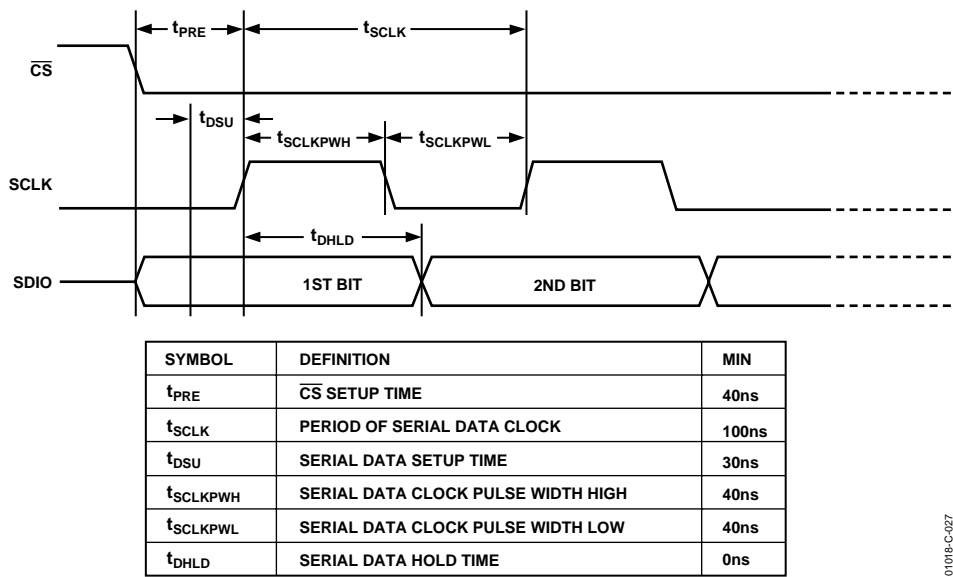 tPRE tSCLK
CS
tDSU
tSCLKPWH tSCLKPWL
SCLK
tDHLD
SDIO 1ST BIT 2ND BIT
SYMBOL DEFINITION MIN
tPRE CS SETUP TIME 40ns
tSCLK PERIOD OF SERIAL DATA CLOCK 100ns
tDSU SERIAL DATA SETUP TIME 30ns
tSCLKPWH SERIAL DATA CLOCK PULSE WIDTH HIGH 40ns
tSCLKPWL SERIAL DATA CLOCK PULSE WIDTH LOW 40ns
tDHLD SERIAL DATA HOLD TIME 0ns
01018-C-027